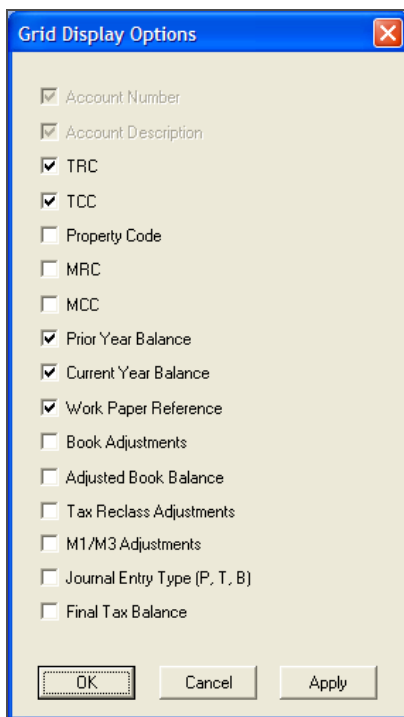 Grid Display Options
Account Number
Account Description
TRC
TCC
Property Code
MRC
MCC
Prior Year Balance
Current Year Balance
Work Paper Reference
Book Adjustments
Adjusted Book Balance
Tax Reclass Adjustments
M1/M3 Adjustments
Journal Entry Type (P, T, B)
Final Tax Balance
OK Cancel Apply